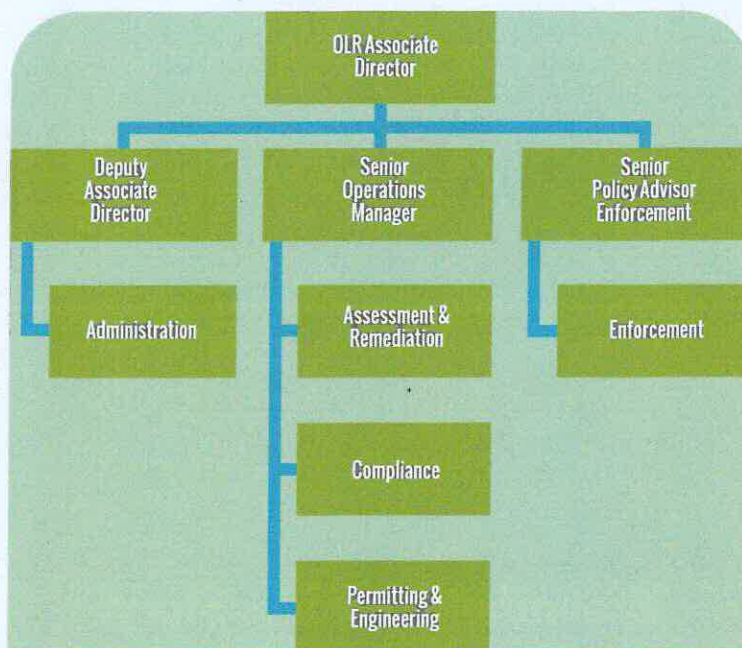 OLR Associate
Director
Deputy
Associate
Director
Senior
Operations
Manager
Senior
Policy Advisor
Enforcement
Administration
Assessment &
Remediation
Enforcement
Compliance
Permitting &
Engineering